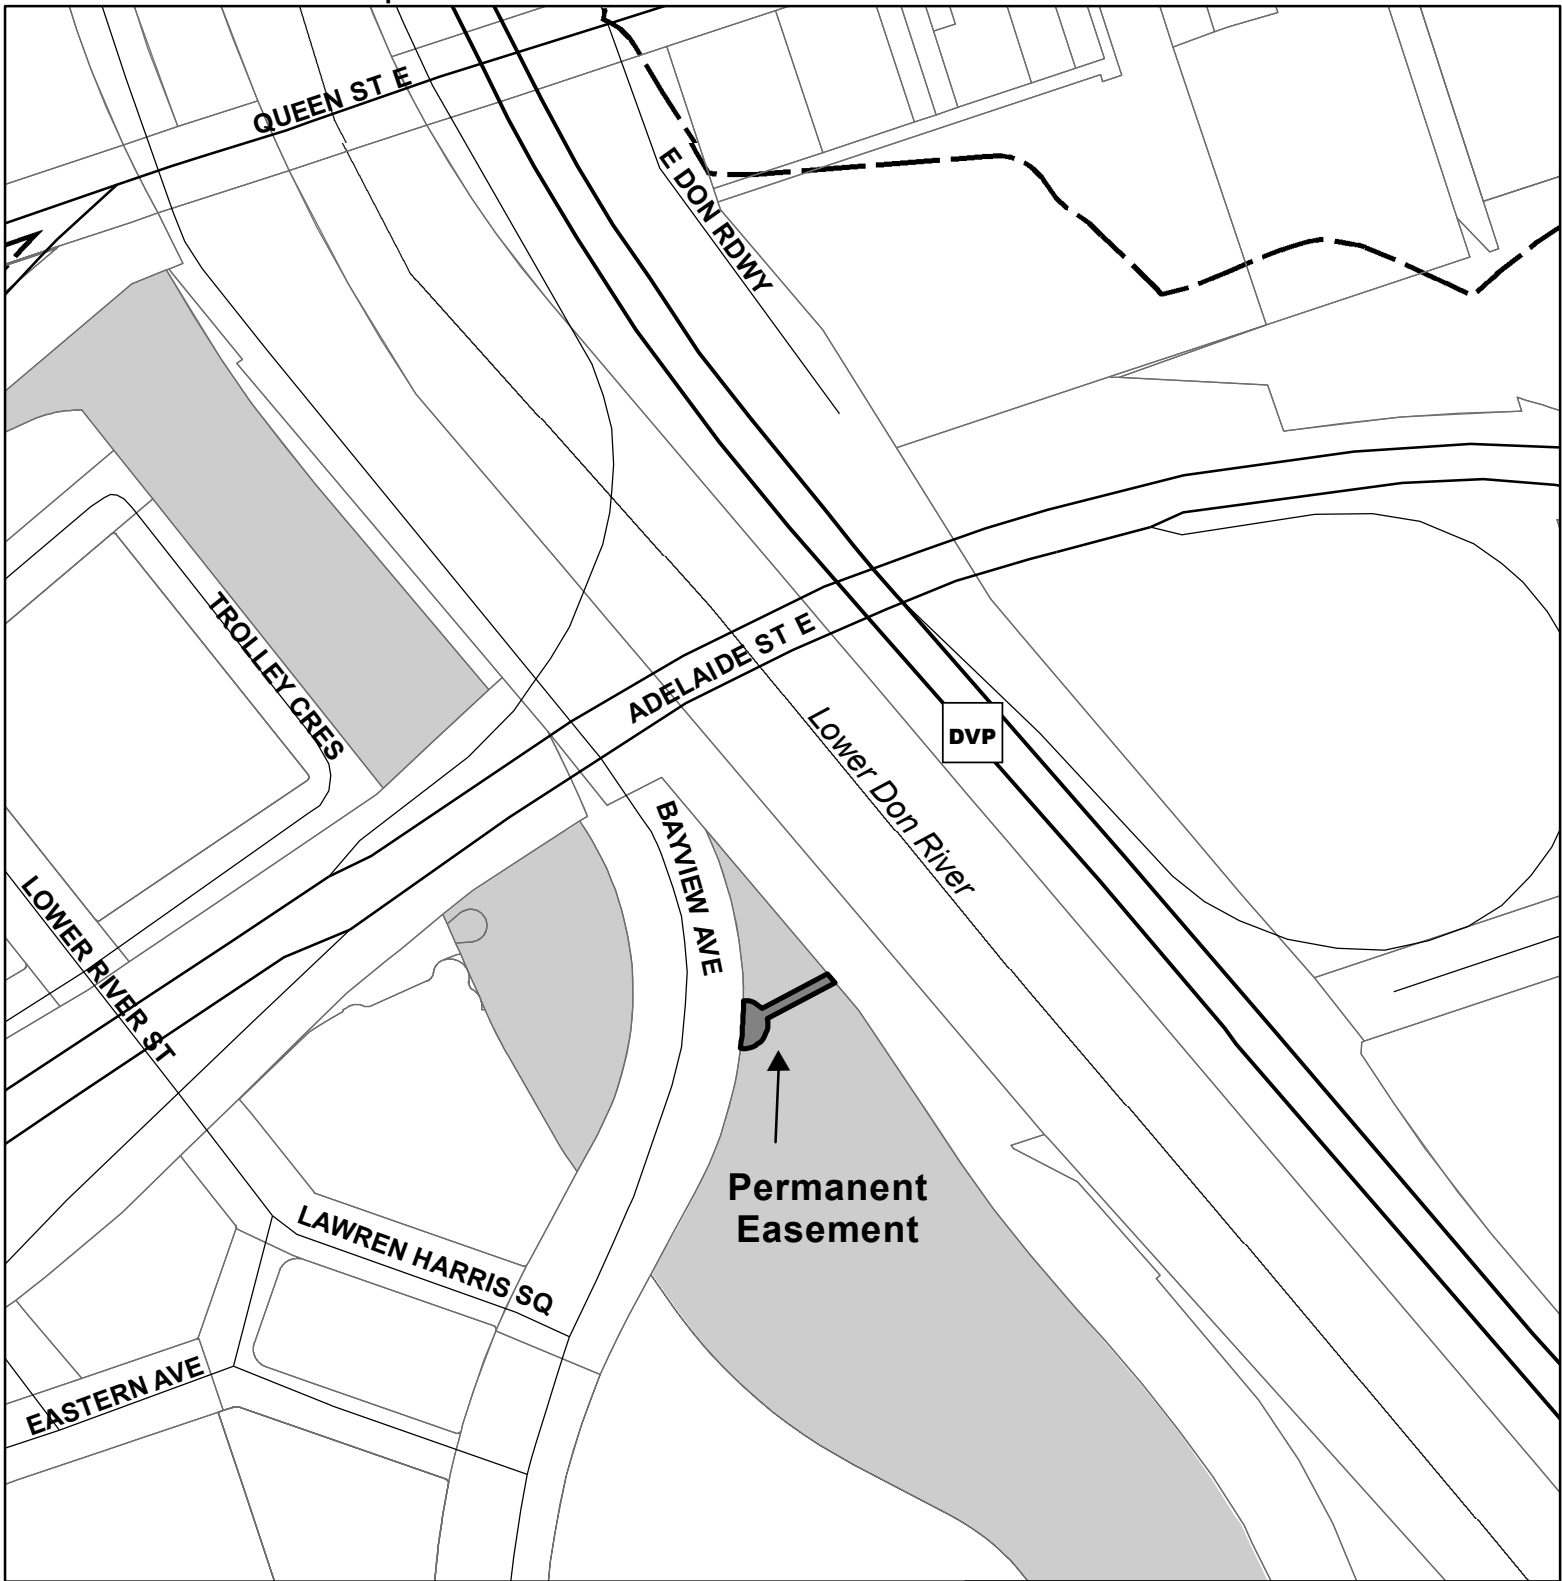 QUEEN ST E
E DON RDWY
TROLLEY CRES
ADELAIDE ST E
Lower Don River
DVP
BAYVIEW AVE
LOWER RIVER ST
Permanent
Easement
LAWREN HARRIS SQ
EASTERN AVE